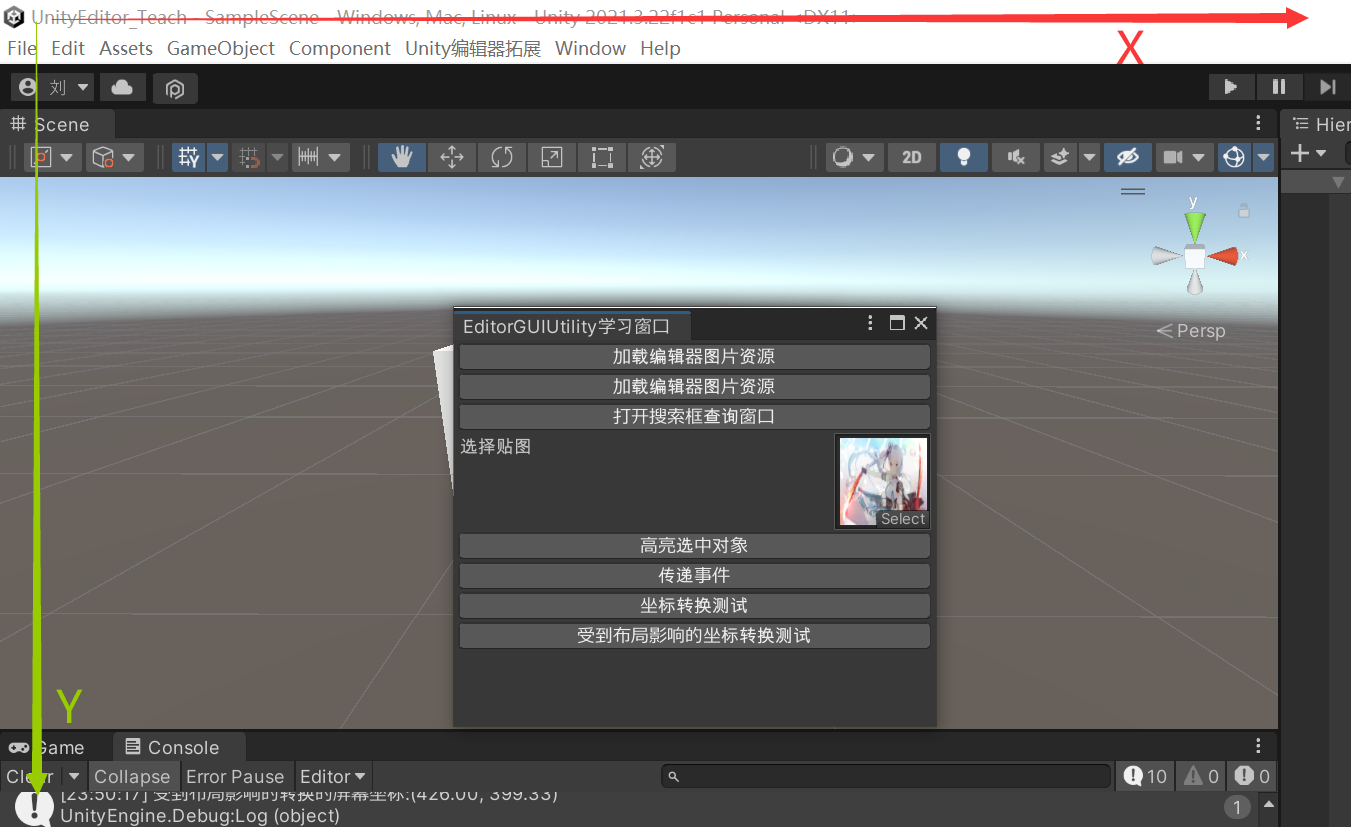 UnityEditor_Teach - SampleScene - Windows, Mac, Linux - Unity 2021.3.22f1c1 Personal <DX11>
X
File Edit Assets GameObject Component Unity编辑器拓展 Window Help
刘
Scene
Hier
2D
y
x
Persp
EditorGUIUtility学习窗口
加载编辑器图片资源
加载编辑器图片资源
打开搜索框查询窗口
选择贴图
Select
高亮选中对象
传递事件
坐标转换测试
受到布局影响的坐标转换测试
Y
Game Console
Clear Collapse Error Pause Editor 10 0 0
[23:50:17] 受到布局影响的转换的屏幕坐标:(426.00, 399.33)
UnityEngine.Debug:Log (object) 1